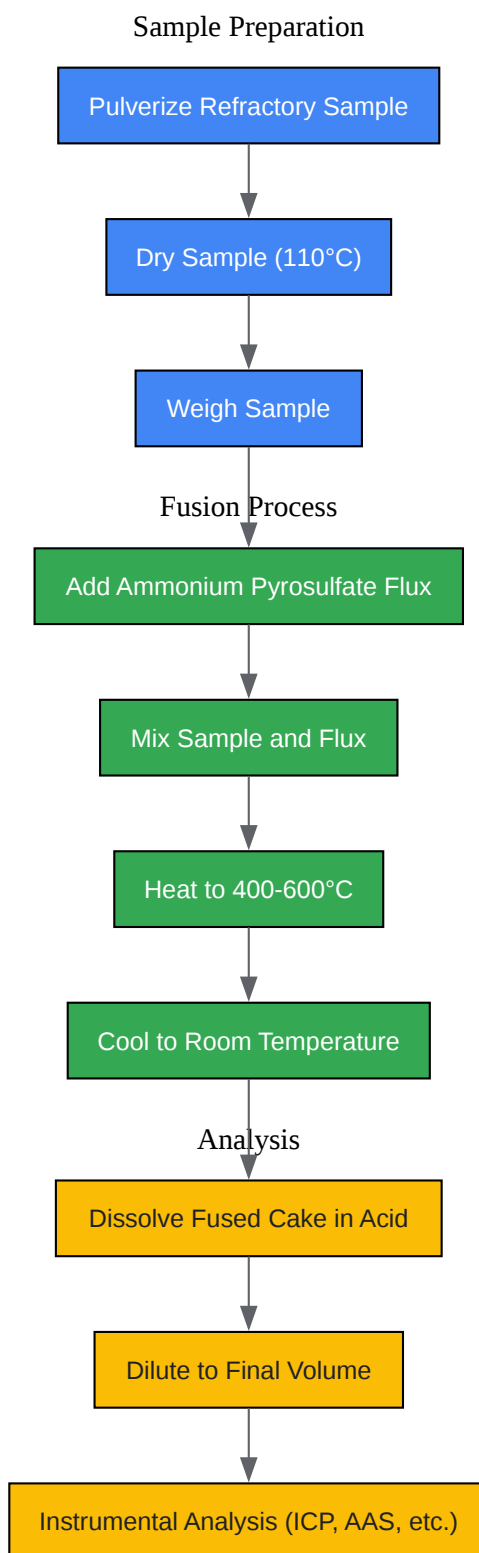 Sample Preparation
Pulverize Refractory Sample
Dry Sample (110°C)
Weigh Sample
Fusion Process
Add Ammonium Pyrosulfate Flux
Mix Sample and Flux
Heat to 400-600°C
Cool to Room Temperature
Analysis
Dissolve Fused Cake in Acid
Dilute to Final Volume
Instrumental Analysis (ICP, AAS, etc.)